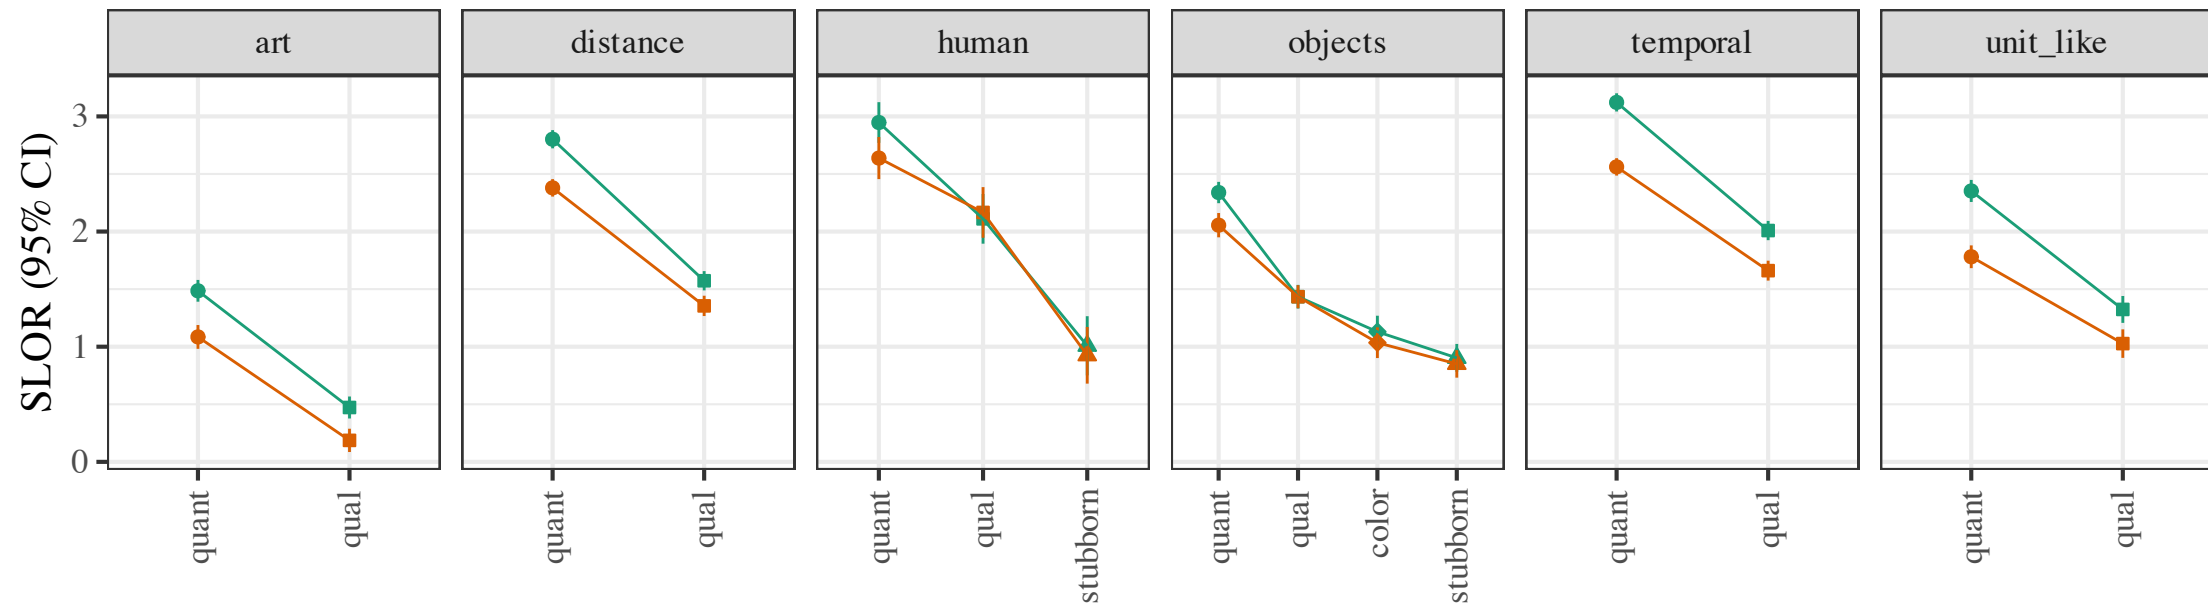 art distance human objects temporal unit_like
SLOR (95% CI)
3
2
1
0
quant qual quant qual quant qual stubborn quant qual color stubborn quant qual quant qual